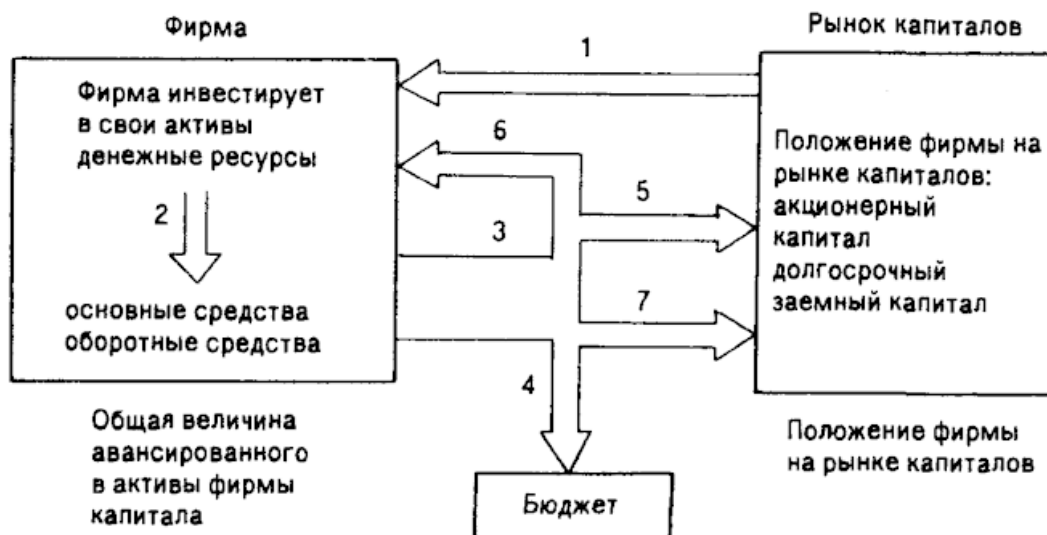 Фирма
Рынок капиталов
1
Фирма инвестирует
в свои активы
денежные ресурсы
2
основные средства
оборотные средства
6
3
5
7
4
Положение фирмы на
рынке капиталов:
акционерный
капитал
долгосрочный
заемный капитал
Общая величина
авансированного
в активы фирмы
капитала
Бюджет
Положение фирмы
на рынке капиталов